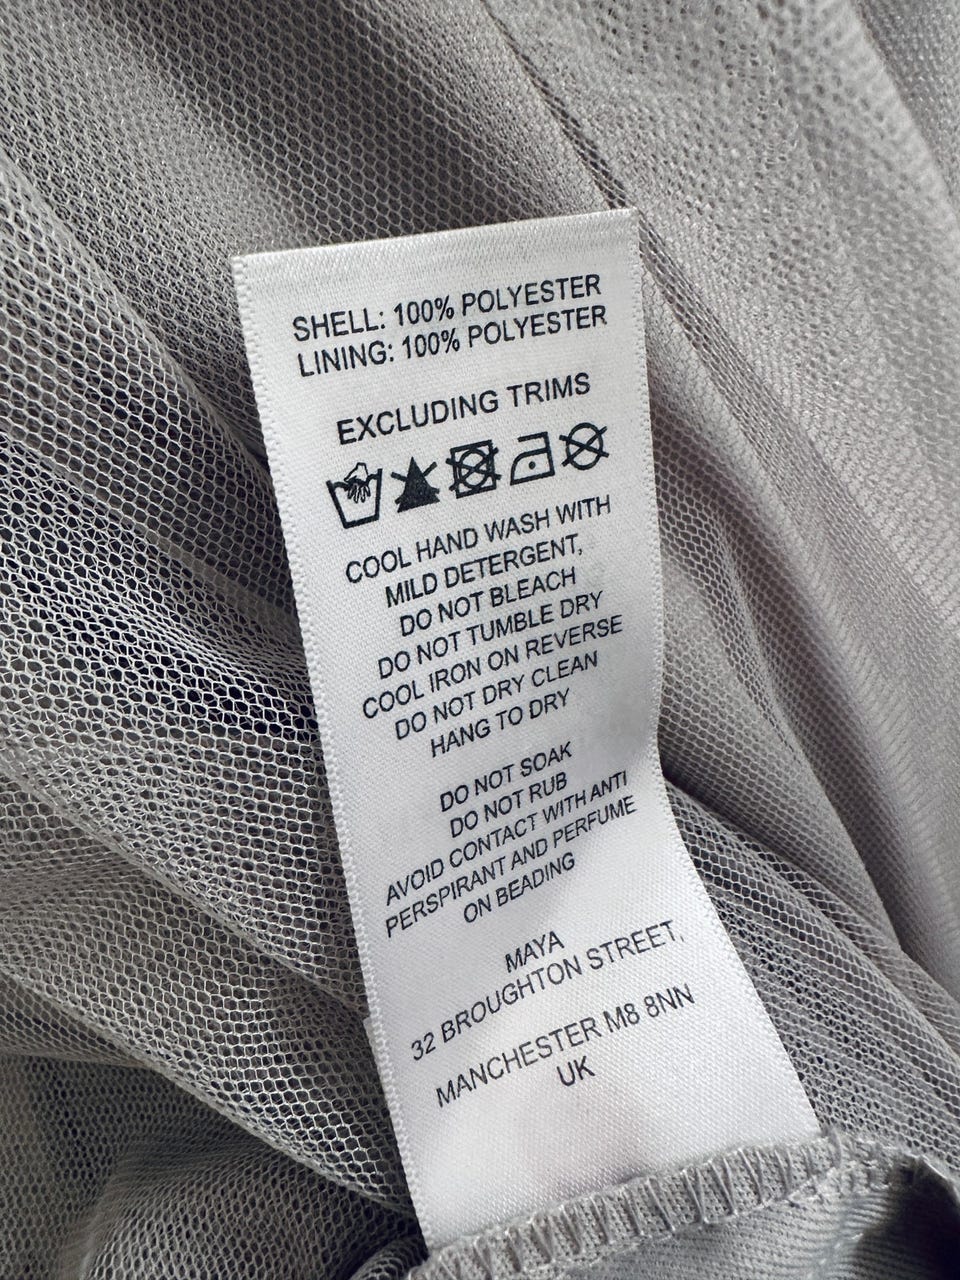 SHELL: 100% POLYESTER
LINING: 100% POLYESTER
EXCLUDING TRIMS
COOL HAND WASH WITH
MILD DETERGENT,
DO NOT BLEACH
DO NOT TUMBLE DRY
COOL IRON ON REVERSE
DO NOT DRY CLEAN
HANG TO DRY
DO NOT SOAK
DO NOT RUB
AVOID CONTACT WITH ANTI
PERSPIRANT AND PERFUME
ON BEADING
MAYA
32 BROUGHTON STREET,
MANCHESTER M8 8NN
UK